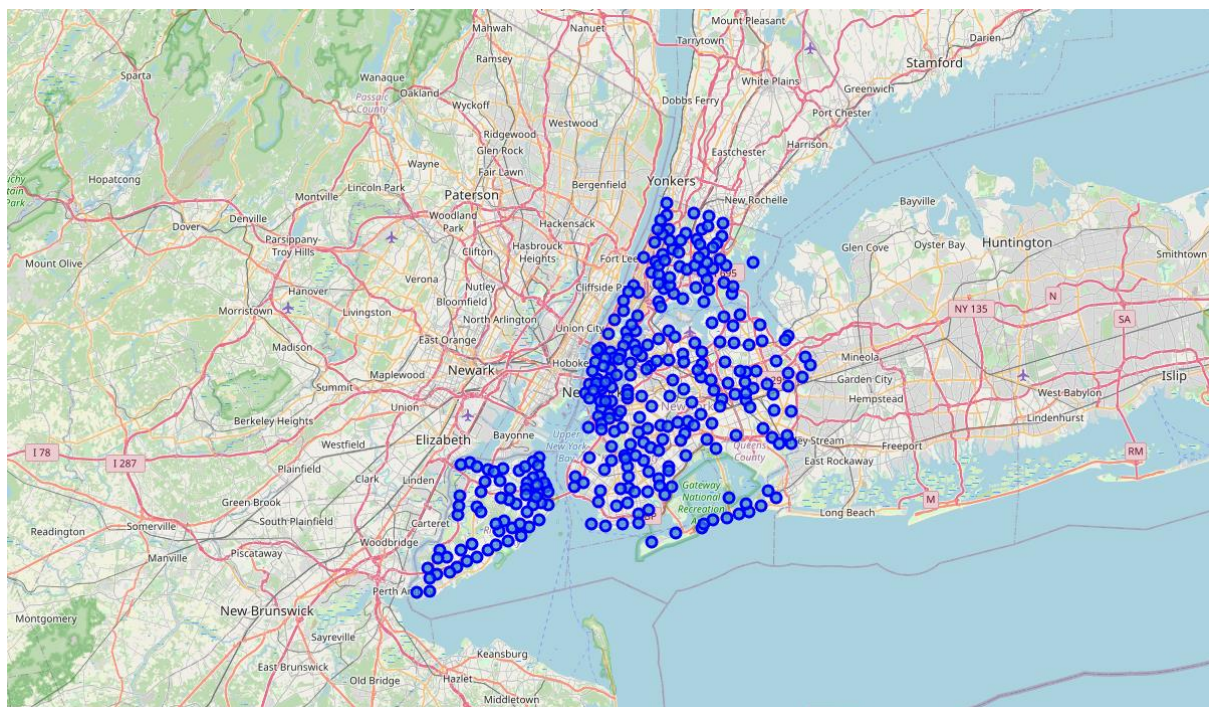 Mahwah
Nanuet
Mount Pleasant
Tarrytown
Darien
Stamford
Sparta
Wanaque
Ramsey
Oakland
White Plains
Greenwich
Passaic
County
Wyckoff
Westwood
Dobbs Ferry
Port Chester
Ridgewood
Glen Rock
Fair Lawn
Eastchester
Harrison
Hopatcong
Wayne
Bergenfield
Yonkers
Montville
Lincoln Park
Paterson
New Rochelle
Bayville
Denville
Woodland
Park
Hackensack
Dover
Parsippany-
Troy Hills
Clifton
Hasbrouck
Heights
Fort Lee
Glen Cove
Oyster Bay
Huntington
Smithtown
Mount Olive
Verona
Hanover
Nutley
Bloomfield
Cliffside
Morristown
Livingston
North Arlington
NY 135
N
SA
East Orange
Union City
Madison
Mineola
Summit
Maplewood
Newark
Hoboken
Garden City
Islip
Union
Hempstead
West Babylon
Berkeley Heights
Elizabeth
Bayonne
Upper
New York
Lindenhurst
Freeport
I 78
I 287
Westfield
Queens
County
East Rockaway
RM
Plainfield
Clark
Linden
Gateway
National
Recreation
M
Long Beach
Green Brook
Somerville
South Plainfield
Carteret
Readington
Manville
Piscataway
Woodbridge
New Brunswick
Montgomery
Sayreville
East Brunswick
Keansburg
Old Bridge
Hazlet
Middletown